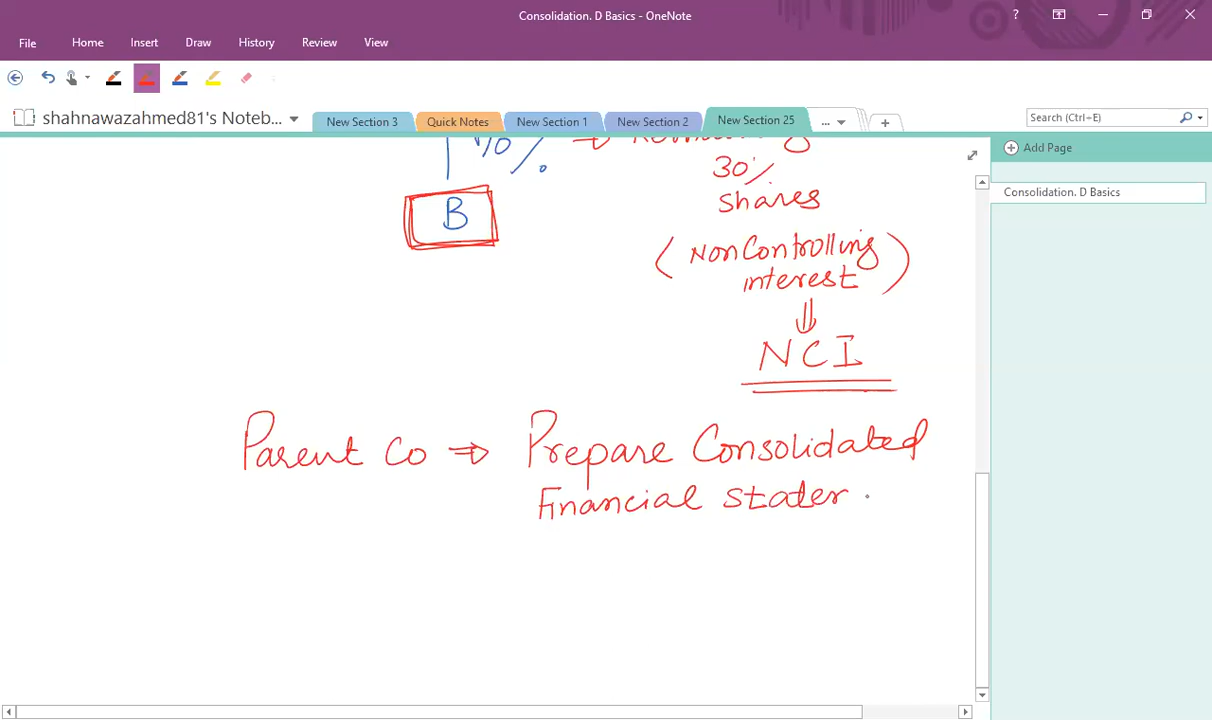 Consolidation. D Basics - OneNote
?
File Home Insert Draw History Review View
shahnawazahmed81's Noteb...
New Section 3
Quick Notes
New Section 1
New Section 2
New Section 25
...
Search (Ctrl+E)
Add Page
Consolidation. D Basics
70%
30%
shares
B
(NonControlling
interest)
NCI
Parent Co ⇒ Prepare Consolidated
Financial Stater